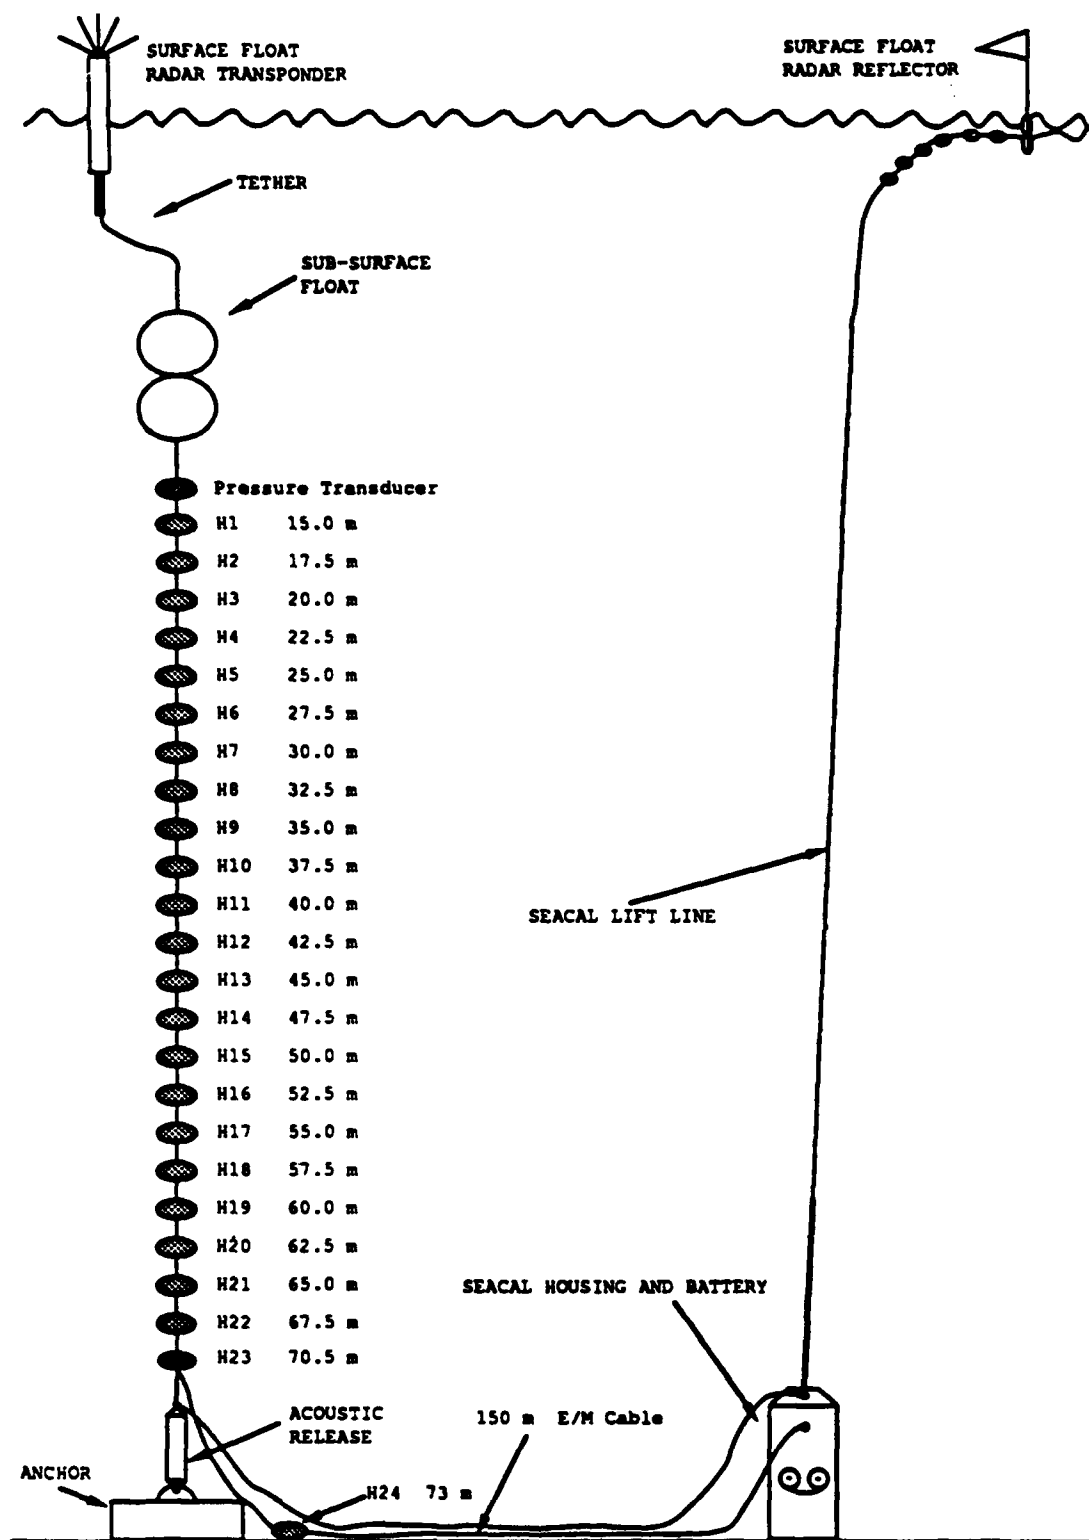 SURFACE FLOAT
RADAR TRANSPONDER
SURFACE FLOAT
RADAR REFLECTOR
TETHER
SUB-SURFACE
FLOAT
Pressure Transducer
H1 15.0 m
H2 17.5 m
H3 20.0 m
H4 22.5 m
H5 25.0 m
H6 27.5 m
H7 30.0 m
H8 32.5 m
H9 35.0 m
H10 37.5 m
H11 40.0 m
SEACAL LIFT LINE
H12 42.5 m
H13 45.0 m
H14 47.5 m
H15 50.0 m
H16 52.5 m
H17 55.0 m
H18 57.5 m
H19 60.0 m
H20 62.5 m
H21 65.0 m
SEACAL HOUSING AND BATTERY
H22 67.5 m
H23 70.5 m
ACOUSTIC
RELEASE
150 m E/M Cable
ANCHOR
H24 73 m